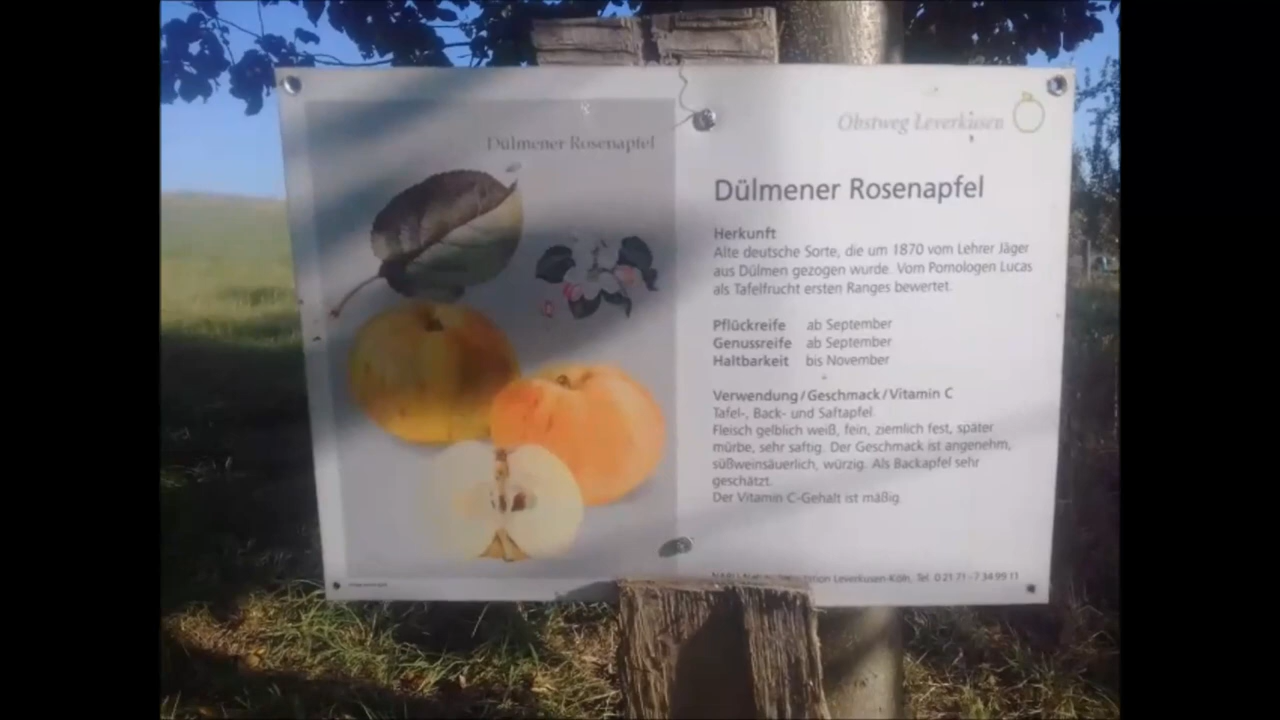 Dülmener Rosenapfel
Obstweg Leverkusen
Dülmener Rosenapfel
Herkunft
Alte deutsche Sorte, die um 1870 vom Lehrer Jäger
aus Dülmen gezogen wurde. Vom Pomologen Lucas
als Tafelfrucht ersten Ranges bewertet.
Pflückreife ab September
Genussreife ab September
Haltbarkeit bis November
Verwendung/Geschmack/Vitamin C
Tafel-, Back- und Saftapfel
Fleisch gelblich weiß, fein, ziemlich fest, später
mürbe, sehr saftig. Der Geschmack ist angenehm,
süßweinsäuerlich, würzig. Als Backapfel sehr
geschätzt.
Der Vitamin C-Gehalt ist mäßig
Leverkusen-Köln, Tel. 0 21 71 - 7 34 99 11